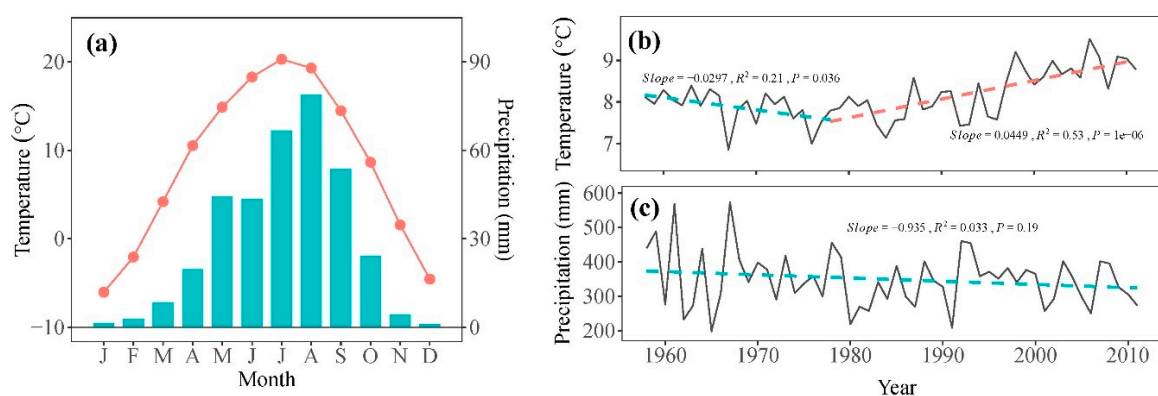 (a)
Temperature (°C)
20
10
0
−10
90
60
30
0
Precipitation (mm)
J F M A M J J A S O N D
Month
(b)
Temperature (°C)
9
8
7
Slope = −0.0297 , R² = 0.21 , P = 0.036
Slope = 0.0449 , R² = 0.53 , P = 1e−06
(c)
Precipitation (mm)
600
500
400
300
200
Slope = −0.935 , R² = 0.033 , P = 0.19
1960 1970 1980 1990 2000 2010
Year